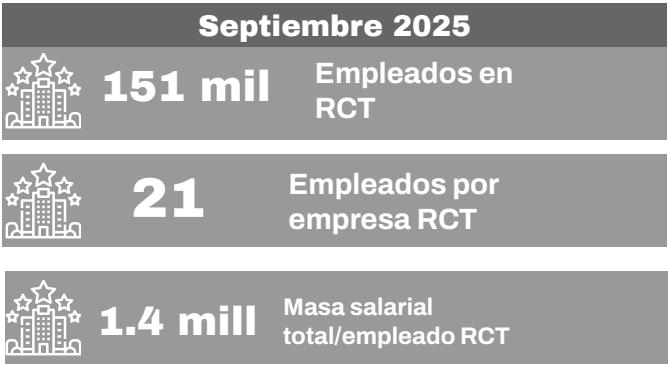 Septiembre 2025
151 mil
Empleados en
RCT
21
Empleados por
empresa RCT
1.4 mill
Masa salarial
total/empleado RCT